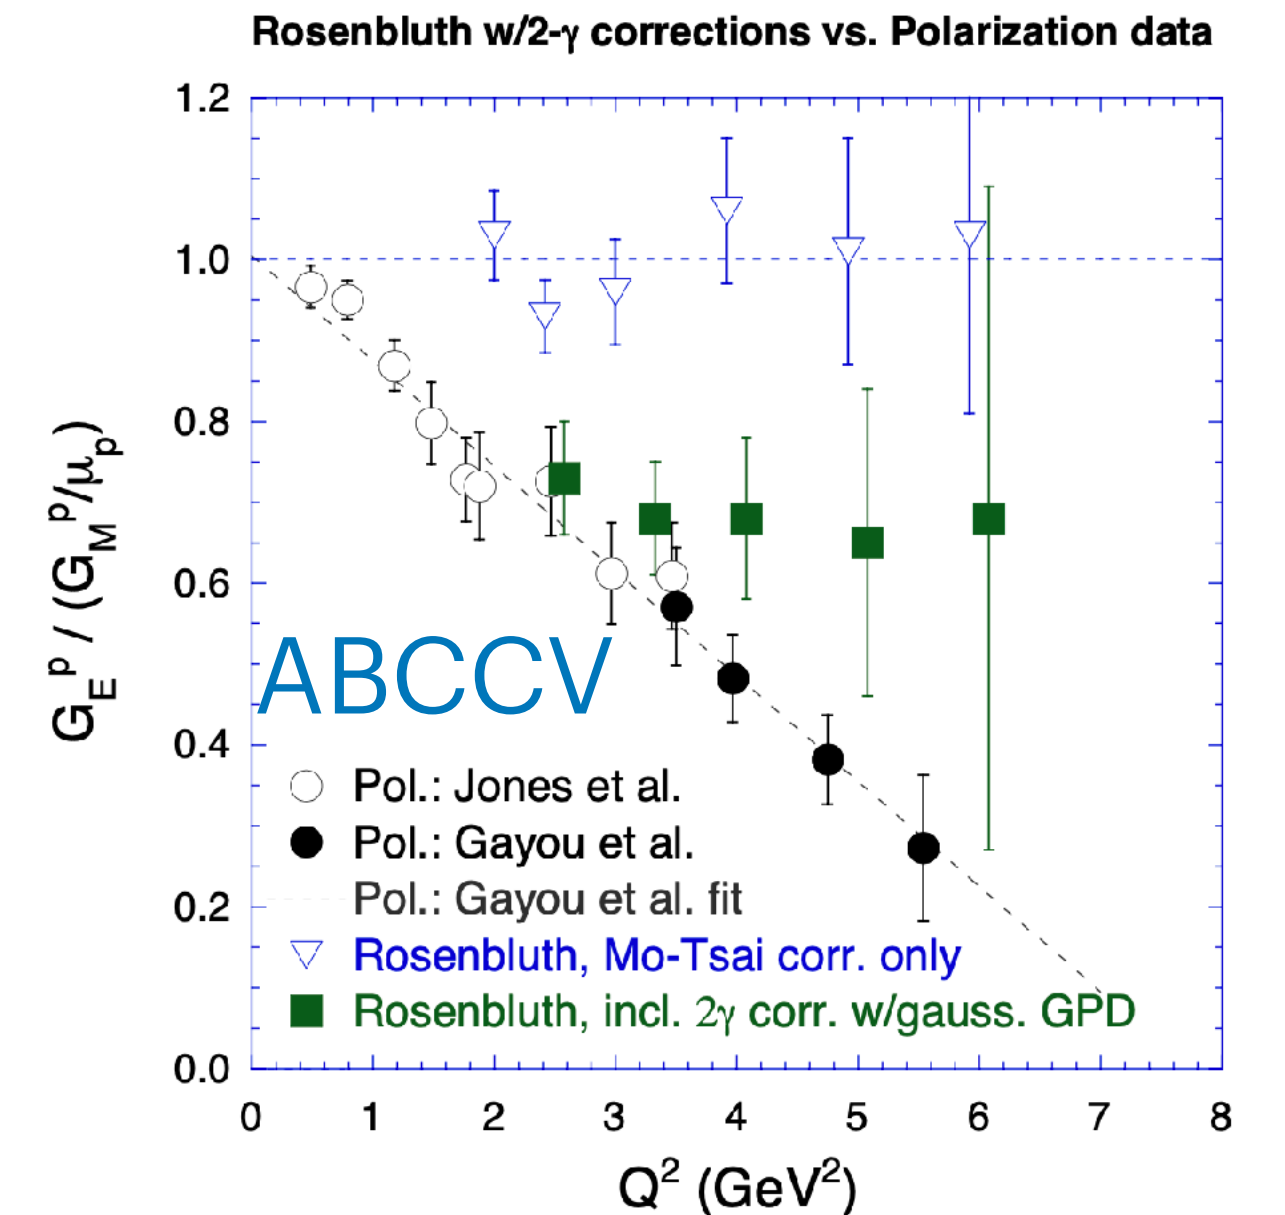 Rosenbluth w/2-γ corrections vs. Polarization data
1.2
1.0
0.8
0.6
0.4
0.2
0.0
G_E^p / (G_M^p/μ_p)
ABCCV
Pol.: Jones et al.
Pol.: Gayou et al.
Pol.: Gayou et al. fit
Rosenbluth, Mo-Tsai corr. only
Rosenbluth, incl. 2γ corr. w/gauss. GPD
0 1 2 3 4 5 6 7 8
Q² (GeV²)